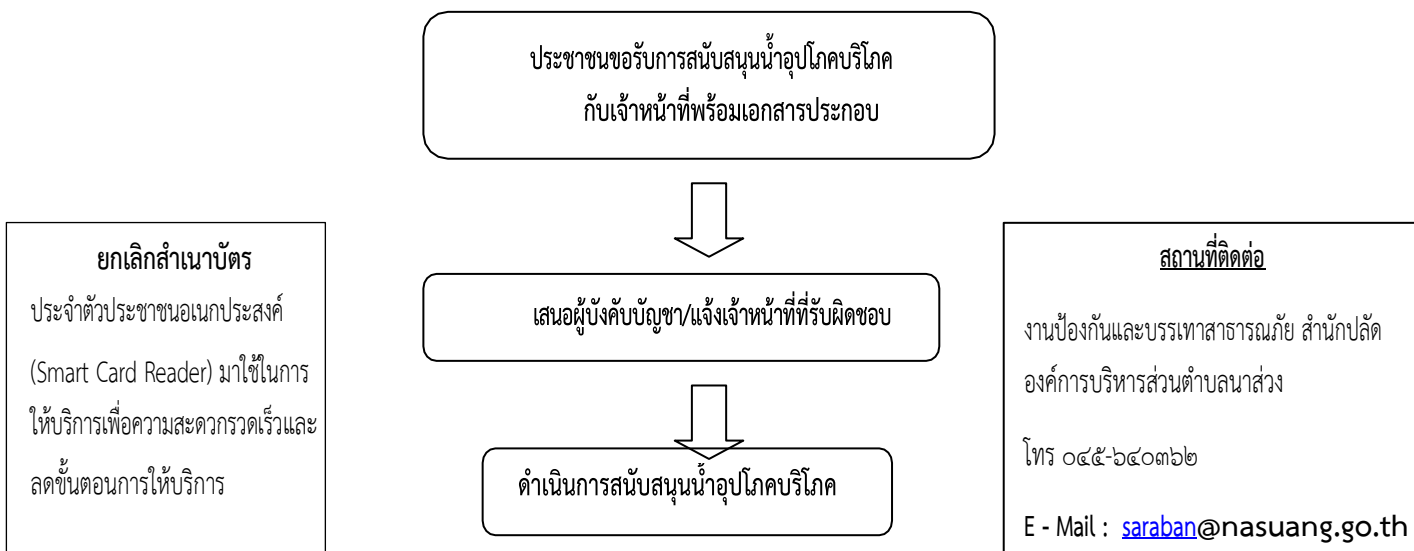 ประชาชนขอรับการสนับสนุนน้ำอุปโภคบริโภค
กับเจ้าหน้าที่พร้อมเอกสารประกอบ
ยกเลิกสำเนาบัตร
ประจำตัวประชาชนอเนกประสงค์
(Smart Card Reader) มาใช้ในการ
ให้บริการเพื่อความสะดวกรวดเร็วและ
ลดขั้นตอนการให้บริการ
เสนอผู้บังคับบัญชา/แจ้งเจ้าหน้าที่ที่รับผิดชอบ
ดำเนินการสนับสนุนน้ำอุปโภคบริโภค
สถานที่ติดต่อ
งานป้องกันและบรรเทาสาธารณภัย สำนักปลัด
องค์การบริหารส่วนตำบลนาส่วง
โทร ๐๔๕-๖๔๐๓๖๒
E - Mail : saraban@nasuang.go.th